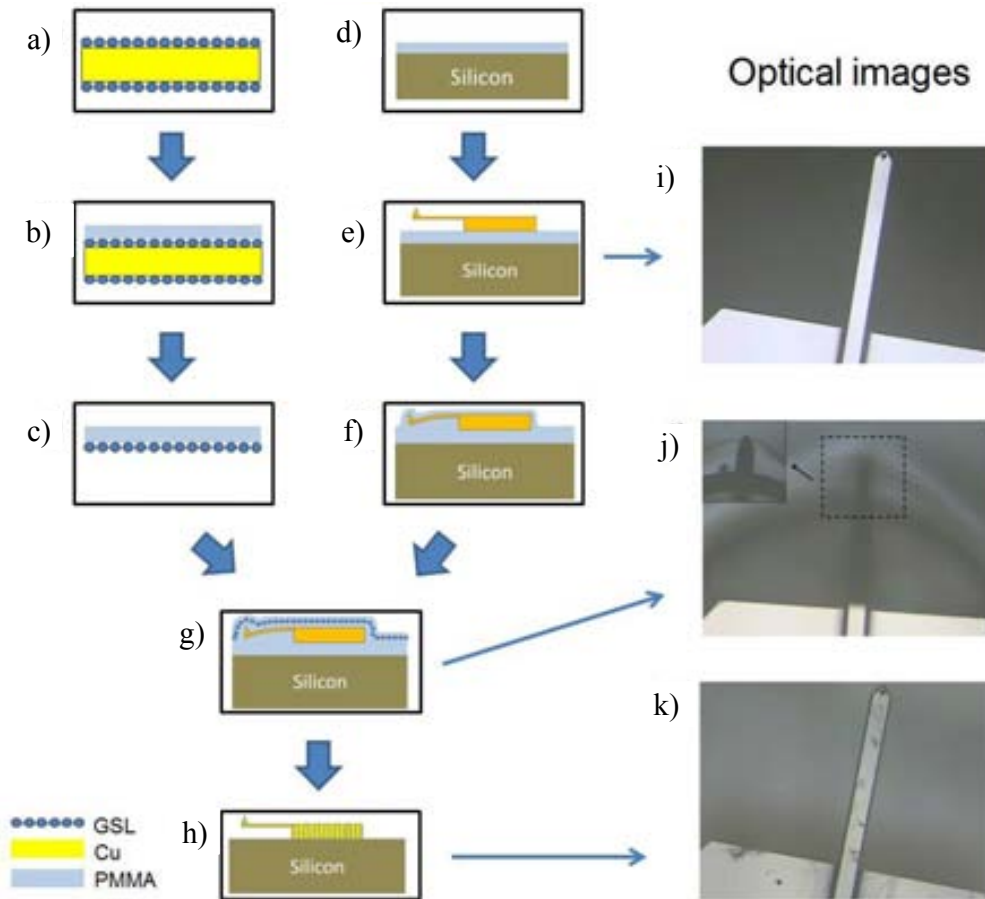 a)
d)
Silicon
Optical images
b)
e)
Silicon
i)
c)
f)
Silicon
j)
g)
Silicon
k)
h)
Silicon
GSL
Cu
PMMA